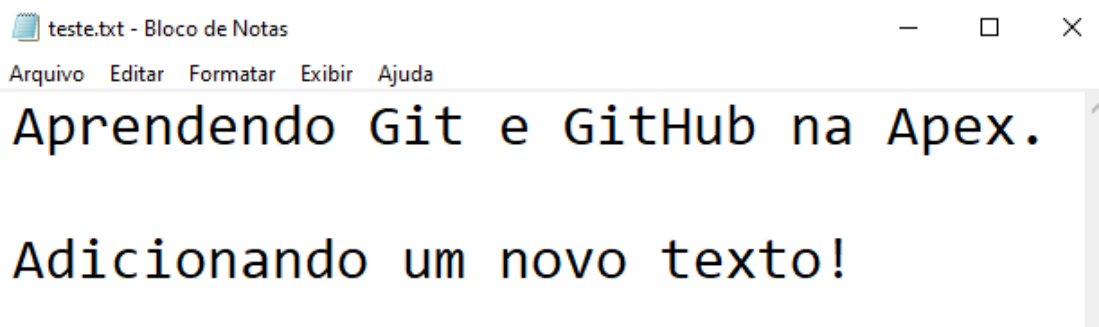 teste.txt - Bloco de Notas
Arquivo Editar Formatar Exibir Ajuda
Aprendendo Git e GitHub na Apex.
Adicionando um novo texto!